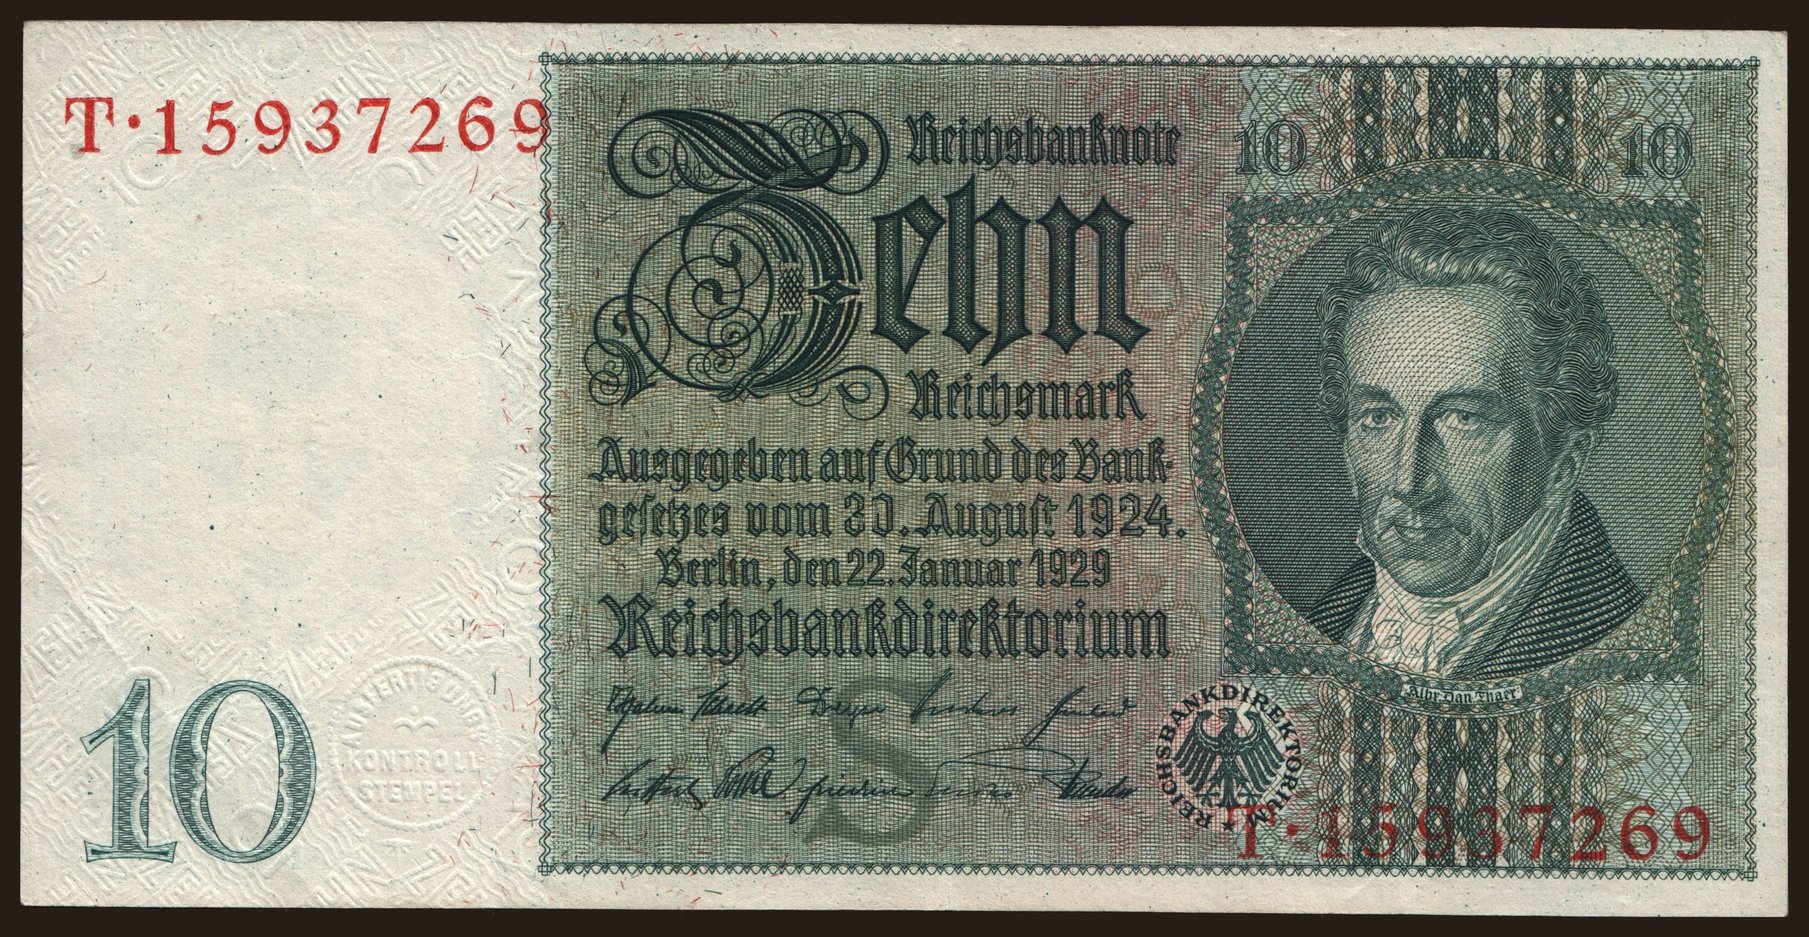 T·15937269
Reichsbanknote
10 10
Zehn
Reichsmark
Ausgegeben auf Grund des Bank-
gesetzes vom 30. August 1924.
Berlin, den 22. Januar 1929
Reichsbankdirektorium
Albr. Dan. Thaer
S
REICHSBANKDIREKTORIUM
AUSFERTIGUNGS
KONTROLL
STEMPEL
10
T·15937269